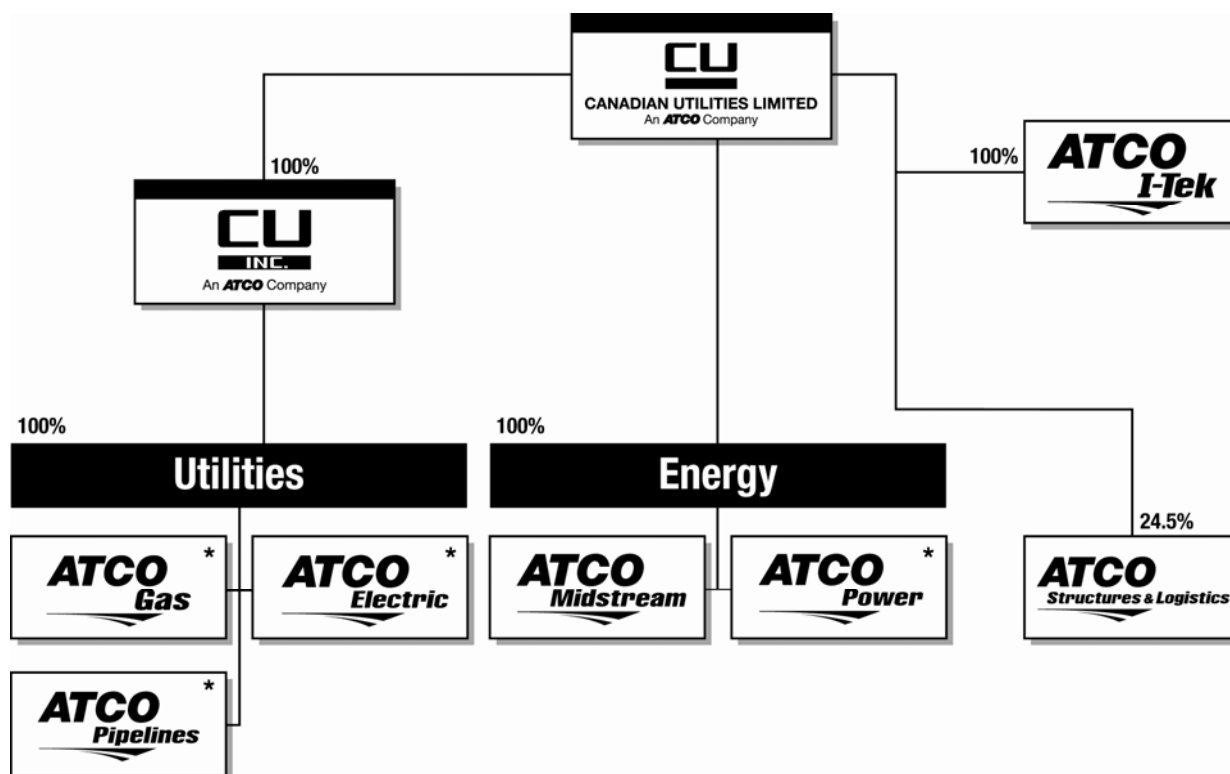 CU
CANADIAN UTILITIES LIMITED
An ATCO Company
100%
CU
INC.
An ATCO Company
100%
ATCO
I-Tek
100%
Utilities
100%
Energy
ATCO *
Gas
ATCO *
Electric
ATCO *
Pipelines
ATCO
Midstream
ATCO *
Power
24.5%
ATCO
Structures & Logistics